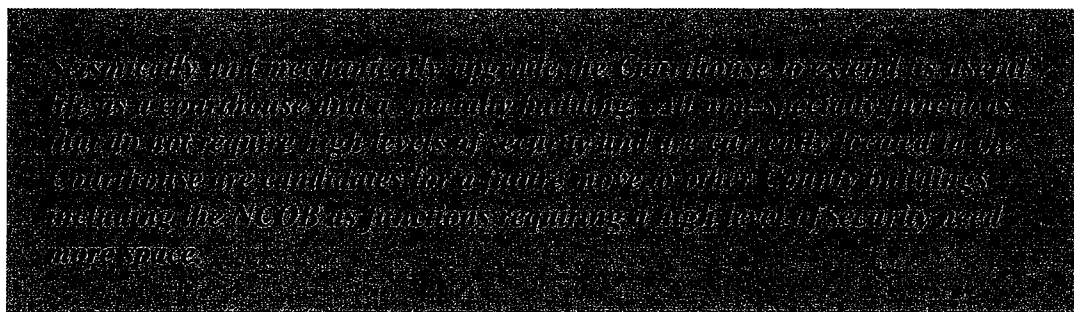 Seismically and mechanically upgrade the Courthouse to extend its useful
life as a courthouse and a specialty building. All non-specialty functions
that do not require high levels of security and are currently located in the
Courthouse are candidates for a future move to other County buildings
including the NCOB as functions requiring a high level of security need
more space.